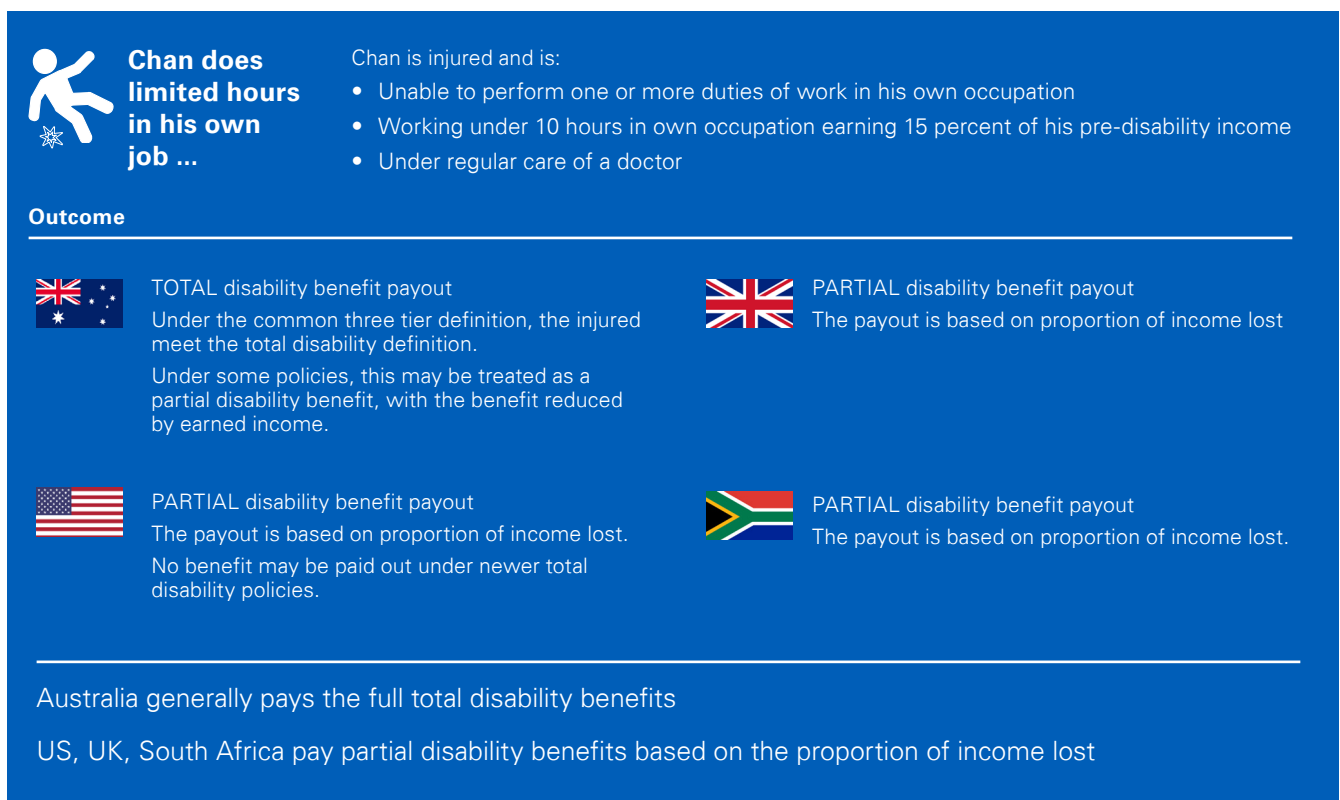 Chan does
limited hours
in his own
job ...
Chan is injured and is:
• Unable to perform one or more duties of work in his own occupation
• Working under 10 hours in own occupation earning 15 percent of his pre-disability income
• Under regular care of a doctor
Outcome
TOTAL disability benefit payout
Under the common three tier definition, the injured
meet the total disability definition.
Under some policies, this may be treated as a
partial disability benefit, with the benefit reduced
by earned income.
PARTIAL disability benefit payout
The payout is based on proportion of income lost
PARTIAL disability benefit payout
The payout is based on proportion of income lost.
No benefit may be paid out under newer total
disability policies.
PARTIAL disability benefit payout
The payout is based on proportion of income lost.
Australia generally pays the full total disability benefits
US, UK, South Africa pay partial disability benefits based on the proportion of income lost